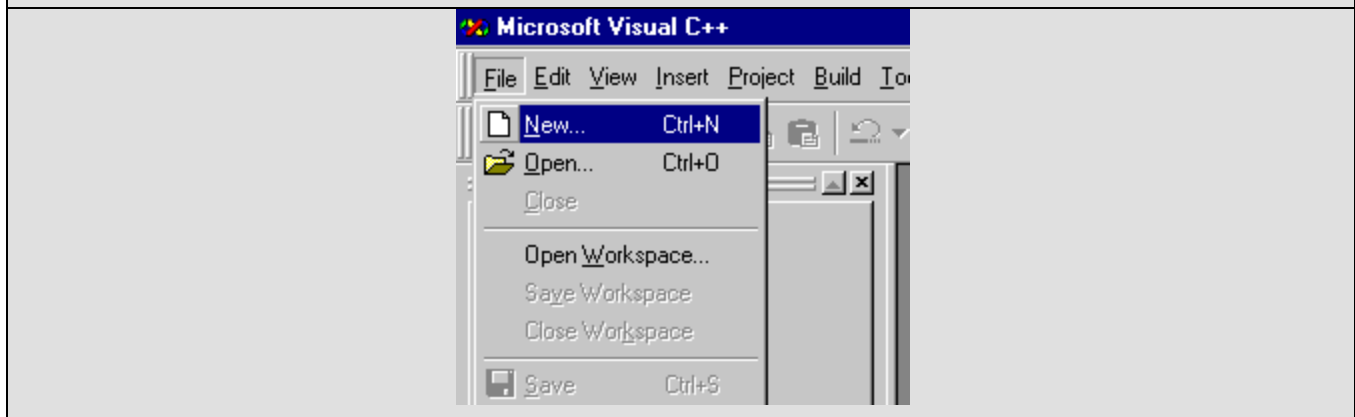 Microsoft Visual C++
File Edit View Insert Project Build
New... Ctrl+N
Open... Ctrl+O
Close
Open Workspace...
Save Workspace
Close Workspace
Save Ctrl+S